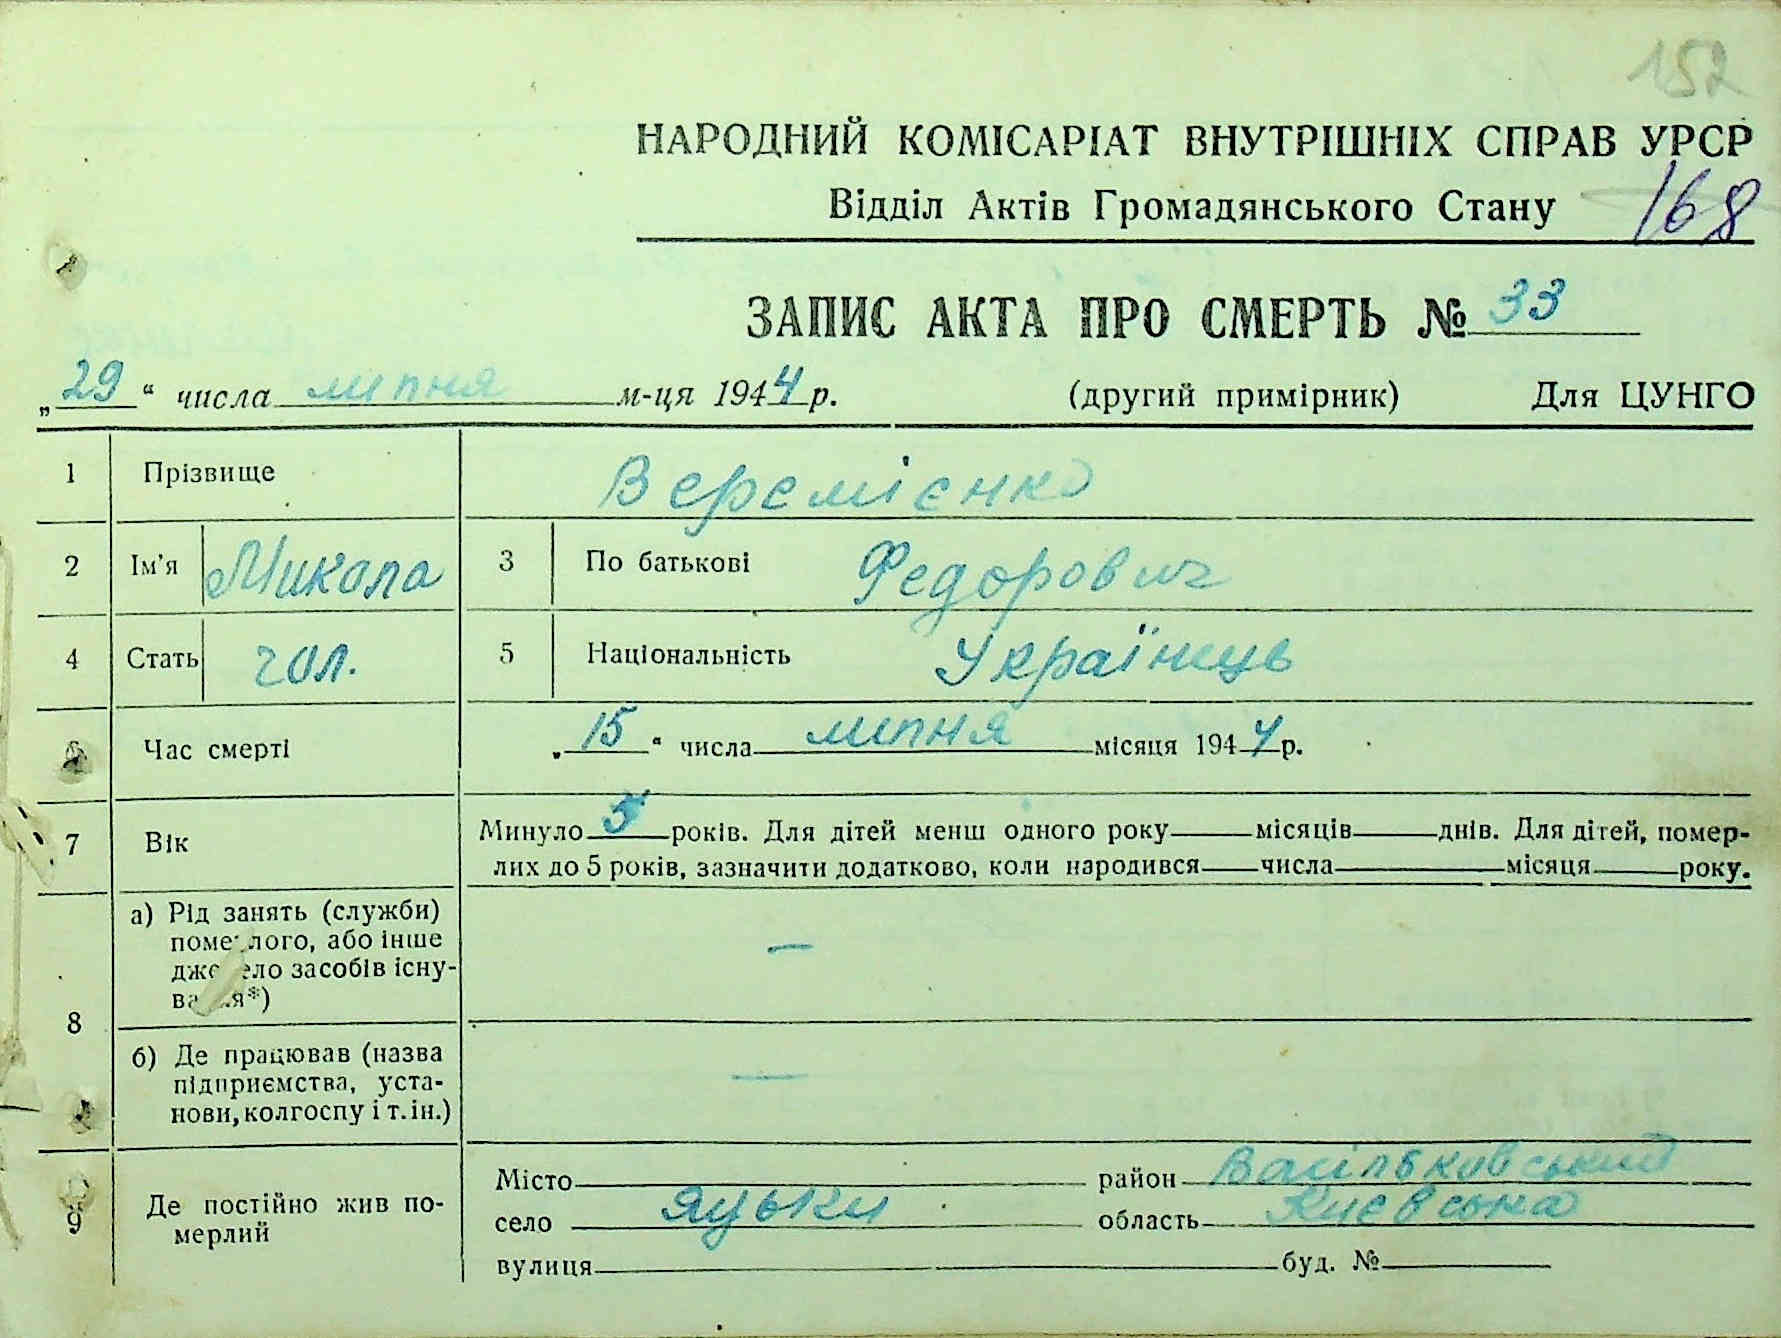 152
НАРОДНИЙ КОМІСАРІАТ ВНУТРІШНІХ СПРАВ УРСР
Відділ Актів Громадянського Стану 168
ЗАПИС АКТА ПРО СМЕРТЬ № 33
„29“ числа липня м-ця 1944 р. (другий примірник) Для ЦУНГО
1 Прізвище Веремієнко
2 Ім'я Микола 3 По батькові Федорович
4 Стать чол. 5 Національність Українець
Час смерті „15“ числа липня місяця 1944 р.
7 Вік Минуло 5 років. Для дітей менш одного року місяців днів. Для дітей, помер-
лих до 5 років, зазначити додатково, коли народився числа місяця року.
8 а) Рід занять (служби)
померлого, або інше
джерело засобів існу-
вання*) —
б) Де працював (назва
підприємства, уста-
нови, колгоспу і т. ін.) —
9 Де постійно жив по-
мерлий
Місто район Васільковський
село Яцьки область Киевська
вулиця буд. №